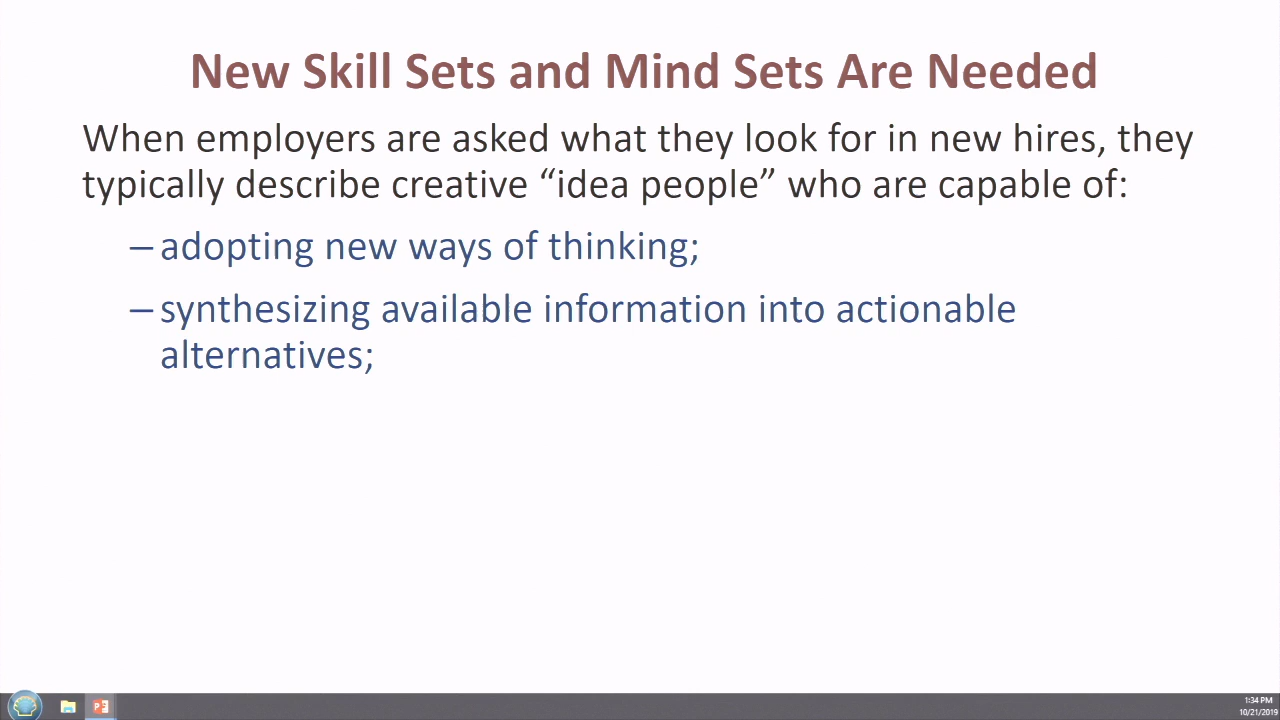 New Skill Sets and Mind Sets Are Needed
When employers are asked what they look for in new hires, they
typically describe creative “idea people” who are capable of:
– adopting new ways of thinking;
– synthesizing available information into actionable
alternatives;
1:34 PM
10/21/2019